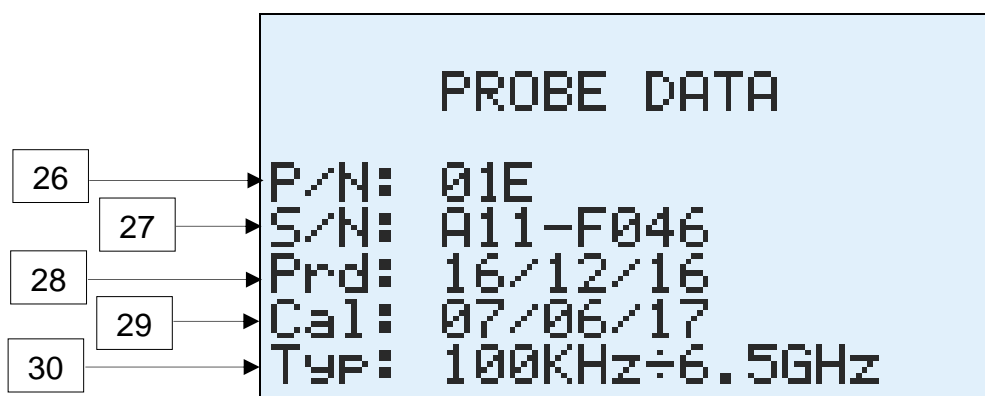 PROBE DATA
26 P/N: 01E
27 S/N: A11-F046
28 Prd: 16/12/16
29 Cal: 07/06/17
30 Typ: 100KHz÷6.5GHz